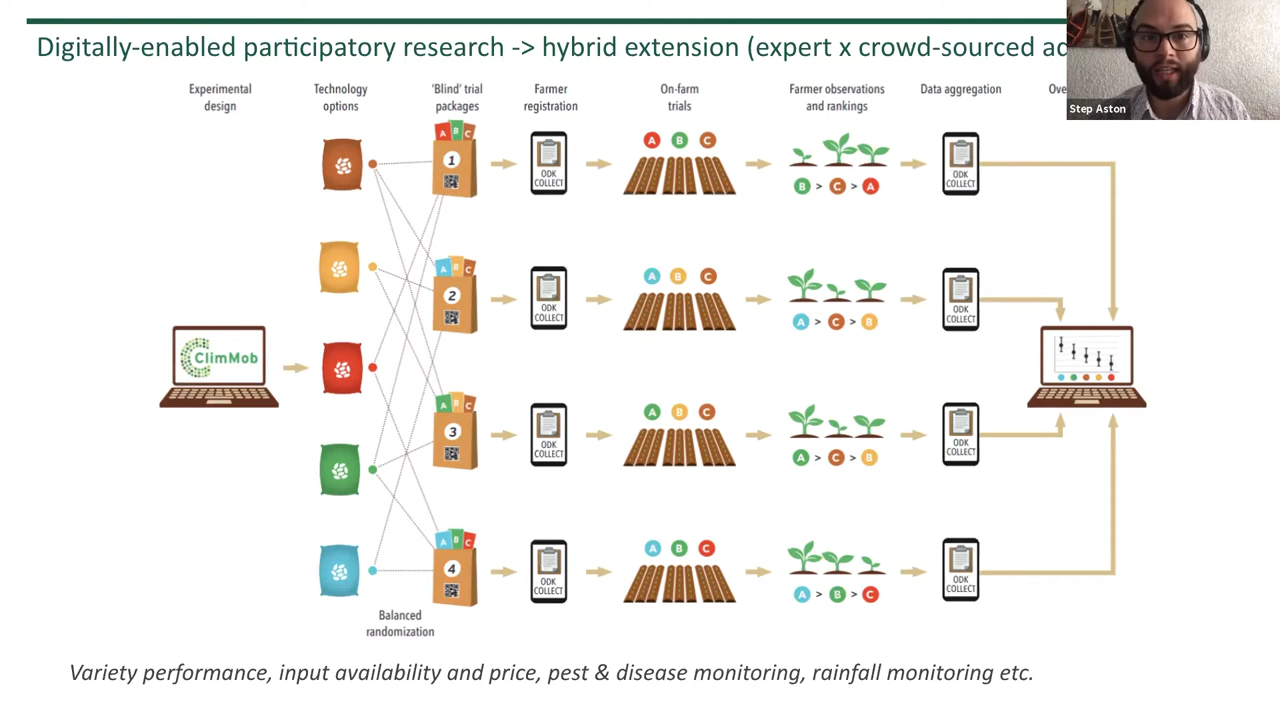 Digitally-enabled participatory research -> hybrid extension (expert x crowd-sourced
Step Aston
Experimental
design
Technology
options
'Blind' trial
packages
Farmer
registration
On-farm
trials
Farmer observations
and rankings
Data aggregation
A B C
1
ODK
COLLECT
A B C
B > C > A
ODK
COLLECT
A B C
2
ODK
COLLECT
A B C
A > C > B
ODK
COLLECT
ClimMob
A B C
3
ODK
COLLECT
A B C
A > C > B
ODK
COLLECT
A B C
4
ODK
COLLECT
A B C
A > B > C
ODK
COLLECT
Balanced
randomization
Variety performance, input availability and price, pest & disease monitoring, rainfall monitoring etc.